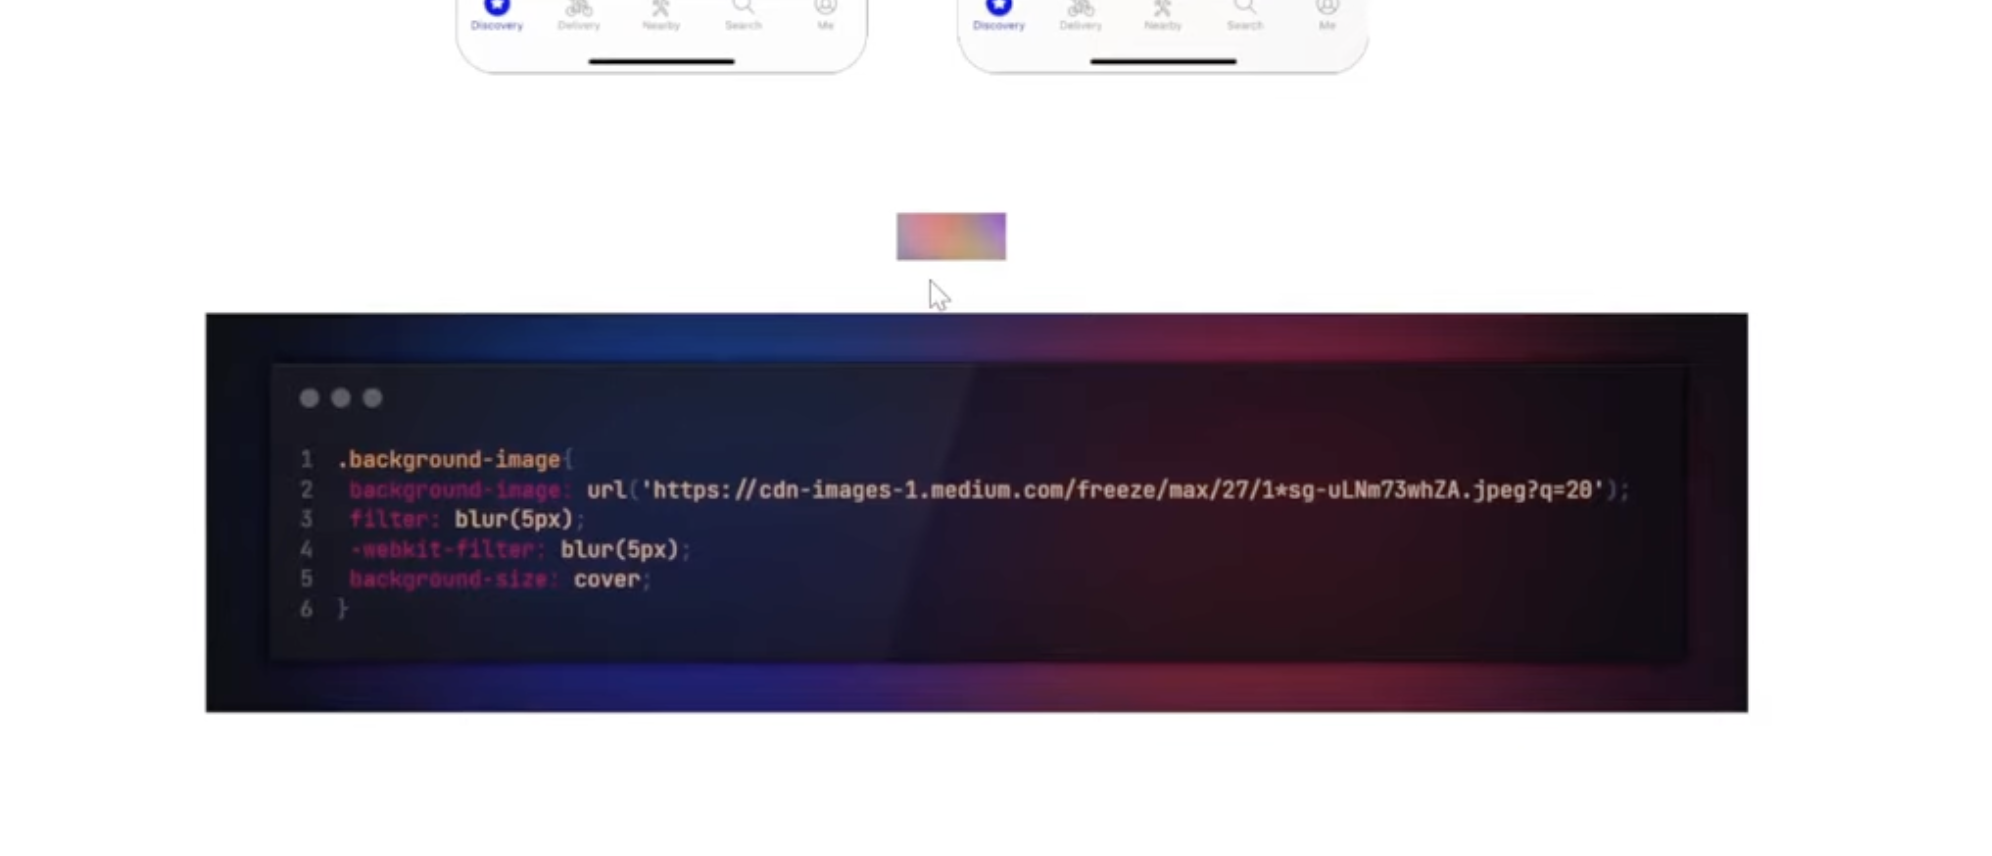 Discovery Delivery Nearby Search Me
Discovery Delivery Nearby Search Me
1 .background-image{
2 background-image: url('https://cdn-images-1.medium.com/freeze/max/27/1*sg-uLNm73whZA.jpeg?q=20');
3 filter: blur(5px);
4 -webkit-filter: blur(5px);
5 background-size: cover;
6 }